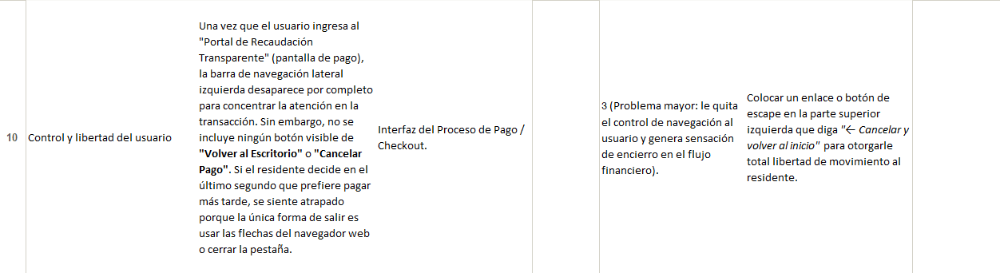 10
Control y libertad del usuario
Una vez que el usuario ingresa al
"Portal de Recaudación
Transparente" (pantalla de pago),
la barra de navegación lateral
izquierda desaparece por completo
para concentrar la atención en la
transacción. Sin embargo, no se
incluye ningún botón visible de
"Volver al Escritorio" o "Cancelar
Pago". Si el residente decide en el
último segundo que prefiere pagar
más tarde, se siente atrapado
porque la única forma de salir es
usar las flechas del navegador web
o cerrar la pestaña.
Interfaz del Proceso de Pago /
Checkout.
3 (Problema mayor: le quita
el control de navegación al
usuario y genera sensación
de encierro en el flujo
financiero).
Colocar un enlace o botón de
escape en la parte superior
izquierda que diga "← Cancelar y
volver al inicio" para otorgarle
total libertad de movimiento al
residente.